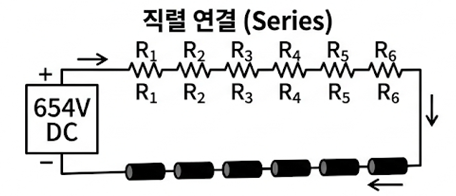 직렬 연결 (Series)
R₁ R₂ R₃ R₄ R₅ R₆
+
R₁ R₂ R₃ R₄ R₅ R₆
654V
DC
−